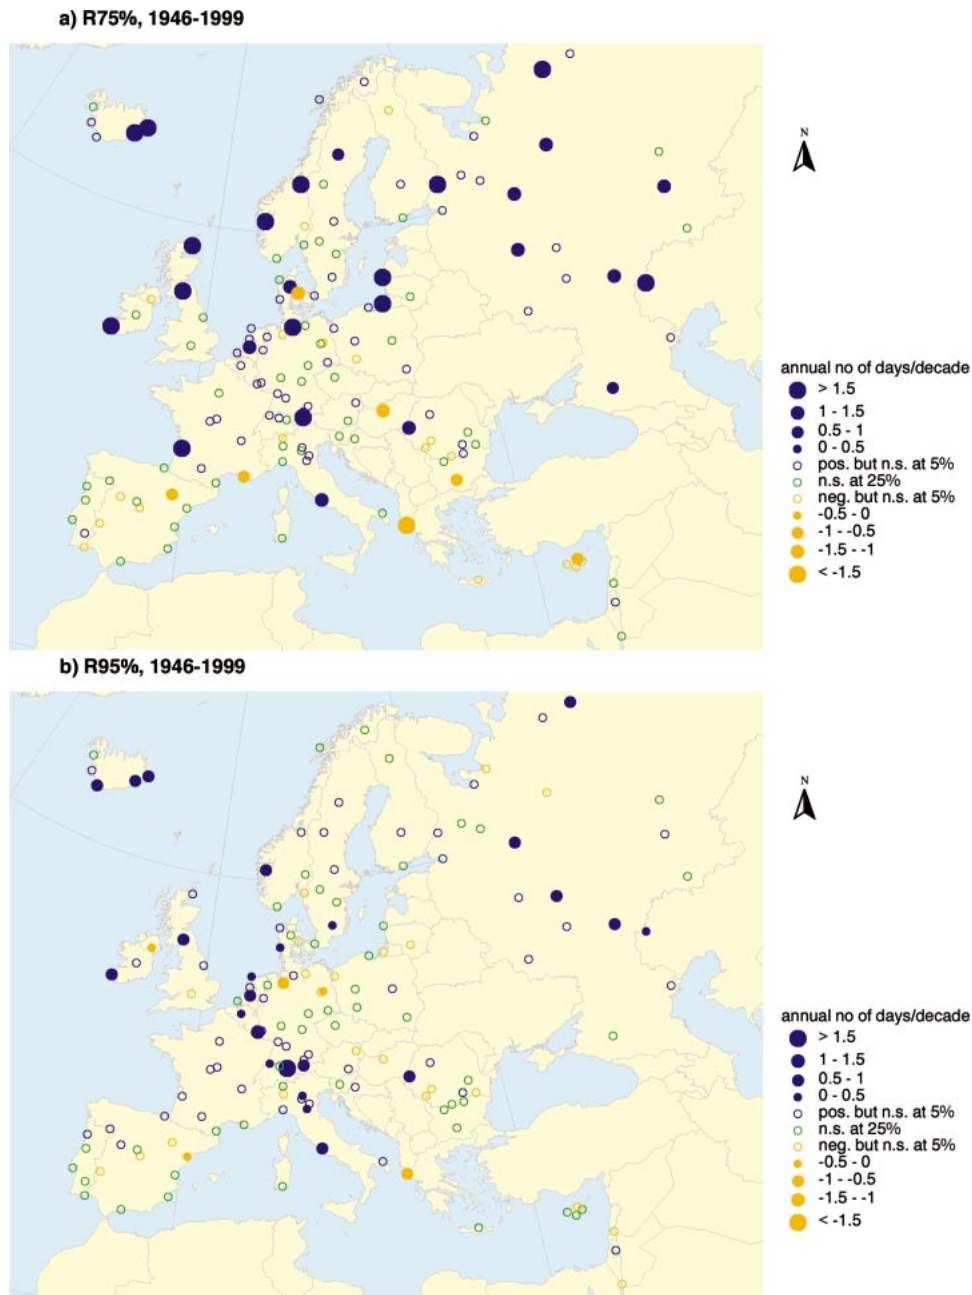 a) R75%, 1946-1999
N
annual no of days/decade
> 1.5
1 - 1.5
0.5 - 1
0 - 0.5
pos. but n.s. at 5%
n.s. at 25%
neg. but n.s. at 5%
-0.5 - 0
-1 - -0.5
-1.5 - -1
< -1.5
b) R95%, 1946-1999
N
annual no of days/decade
> 1.5
1 - 1.5
0.5 - 1
0 - 0.5
pos. but n.s. at 5%
n.s. at 25%
neg. but n.s. at 5%
-0.5 - 0
-1 - -0.5
-1.5 - -1
< -1.5